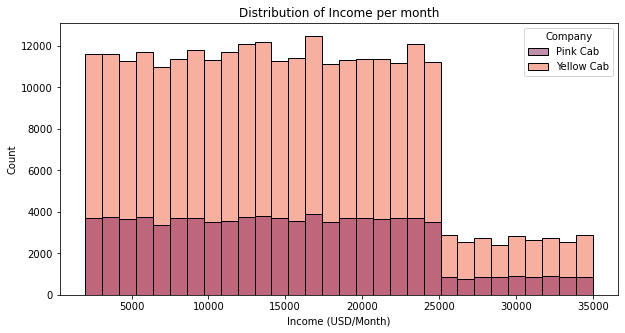 Distribution of Income per month
Company
Pink Cab
Yellow Cab
Count
12000
10000
8000
6000
4000
2000
0
5000 10000 15000 20000 25000 30000 35000
Income (USD/Month)